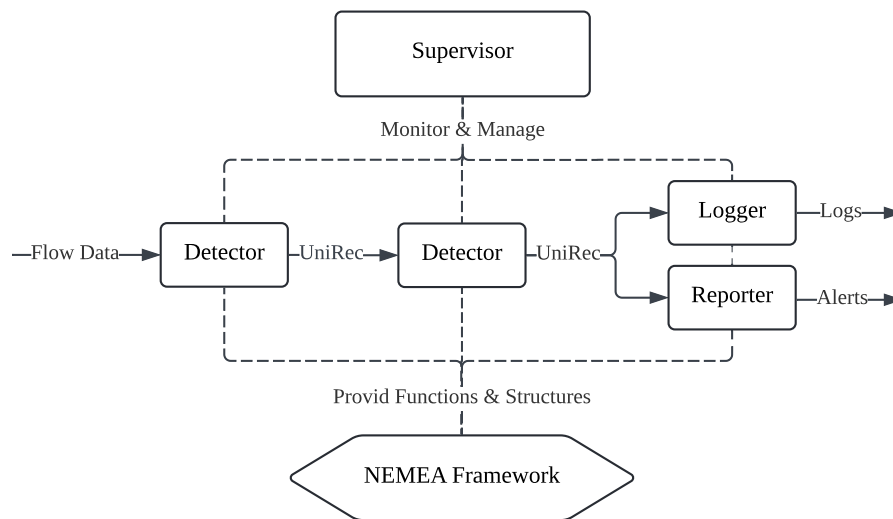 Supervisor
Monitor & Manage
Logger
Logs
Flow Data
Detector
UniRec
Detector
UniRec
Reporter
Alerts
Provid Functions & Structures
NEMEA Framework